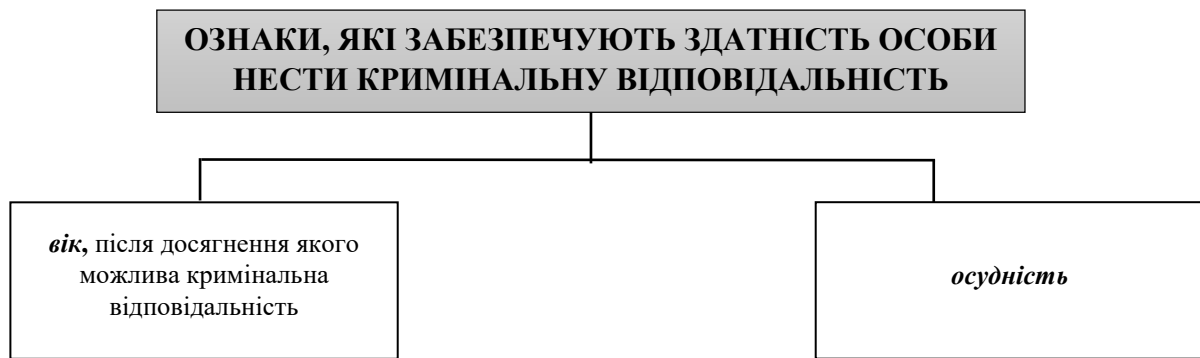 ОЗНАКИ, ЯКІ ЗАБЕЗПЕЧУЮТЬ ЗДАТНІСТЬ ОСОБИ
НЕСТИ КРИМІНАЛЬНУ ВІДПОВІДАЛЬНІСТЬ
вік, після досягнення якого
можлива кримінальна
відповідальність
осудність